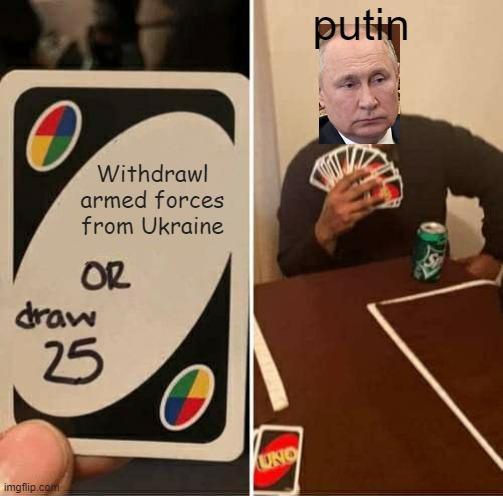 putin
Withdrawl
armed forces
from Ukraine
OR
draw
25
UNO
imgflip.com